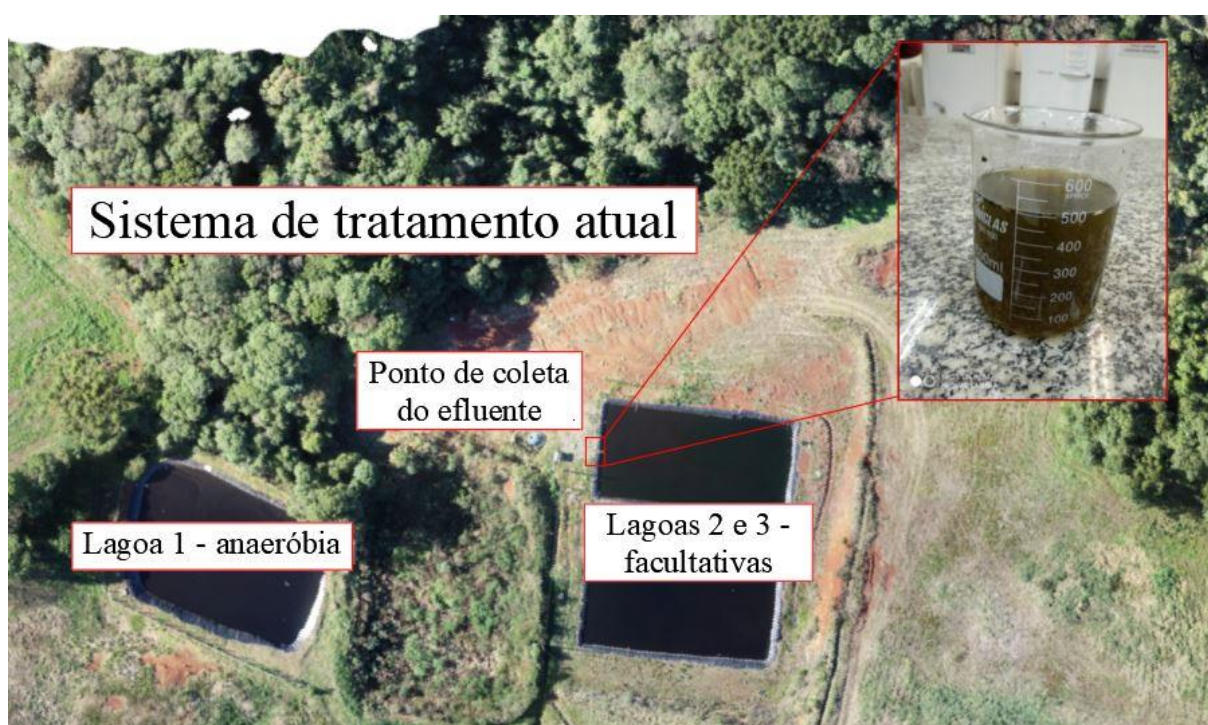 Sistema de tratamento atual
Ponto de coleta
do efluente
Lagoa 1 - anaeróbia
Lagoas 2 e 3 -
facultativas
600
500
400
300
200
100